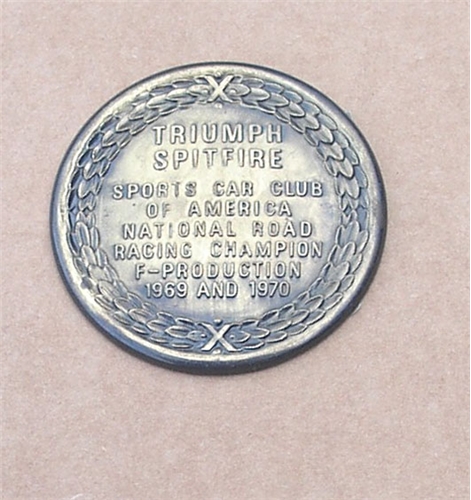 TRIUMPH
SPITFIRE
SPORTS CAR CLUB
OF AMERICA
NATIONAL ROAD
RACING CHAMPION
F-PRODUCTION
1969 AND 1970